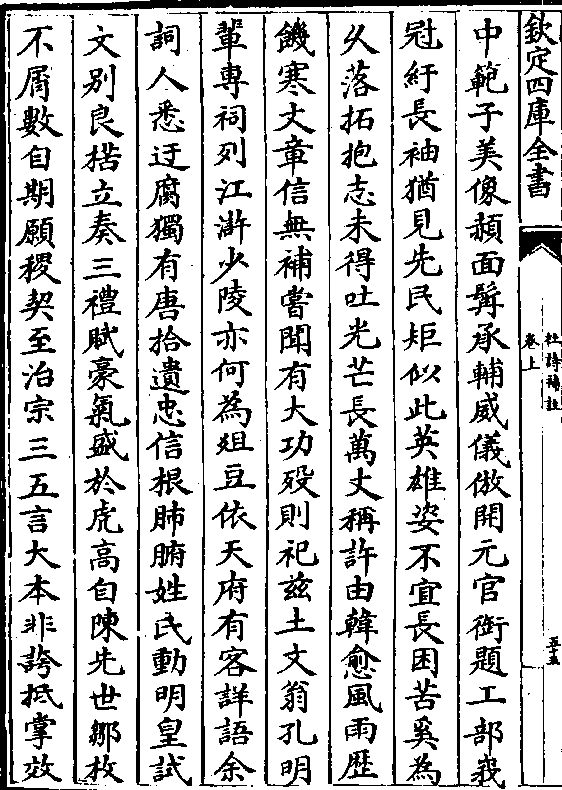 欽定四庫全書
杜詩補註
卷上
五十五
中範子美像頳面髯承輔威儀倣開元官銜題工部峩
冠紆長袖猶見先民矩似此英雄姿不宜長困苦奚為
久落拓抱志未得吐光芒長萬丈稱許由韓愈風雨歴
饑寒文章信無補嘗聞有大功殁則祀兹土文翁孔明
輩専祠列江滸少陵亦何為俎豆依天府有客詳語余
詞人悉迂腐獨有唐拾遺忠信根肺腑姓氏動明皇試
文别良楛立奏三禮賦豪氣盛於虎高自陳先世鄒枚
不屑數自期願稷契至治宗三五言大本非誇抵掌效